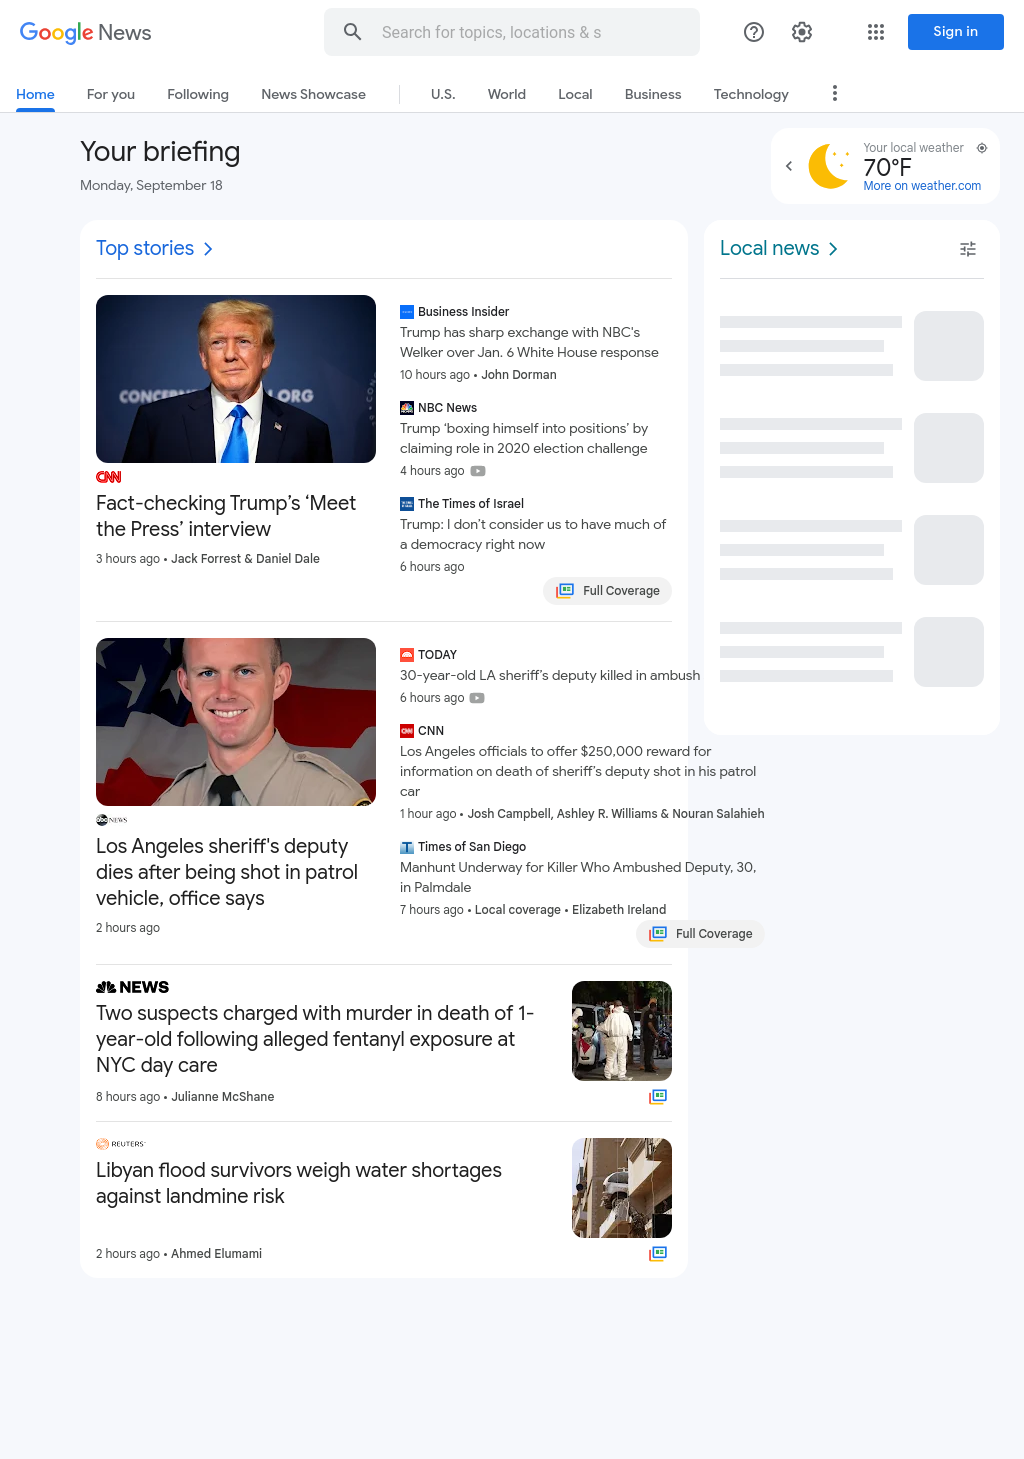 Google News
Search for topics, locations & s
Sign in
Home
For you
Following
News Showcase
U.S.
World
Local
Business
Technology
Your briefing
Monday, September 18
Your local weather
70°F
More on weather.com
Top stories
CNN
Fact-checking Trump’s ‘Meet
the Press’ interview
3 hours ago • Jack Forrest & Daniel Dale
Business Insider
Trump has sharp exchange with NBC's
Welker over Jan. 6 White House response
10 hours ago • John Dorman
NBC News
Trump ‘boxing himself into positions’ by
claiming role in 2020 election challenge
4 hours ago
The Times of Israel
Trump: I don’t consider us to have much of
a democracy right now
6 hours ago
Full Coverage
abc NEWS
Los Angeles sheriff's deputy
dies after being shot in patrol
vehicle, office says
2 hours ago
TODAY
30-year-old LA sheriff’s deputy killed in ambush
6 hours ago
CNN
Los Angeles officials to offer $250,000 reward for
information on death of sheriff’s deputy shot in his patrol
car
1 hour ago • Josh Campbell, Ashley R. Williams & Nouran Salahieh
Times of San Diego
Manhunt Underway for Killer Who Ambushed Deputy, 30,
in Palmdale
7 hours ago • Local coverage • Elizabeth Ireland
Full Coverage
NEWS
Two suspects charged with murder in death of 1-
year-old following alleged fentanyl exposure at
NYC day care
8 hours ago • Julianne McShane
REUTERS
Libyan flood survivors weigh water shortages
against landmine risk
2 hours ago • Ahmed Elumami
Local news